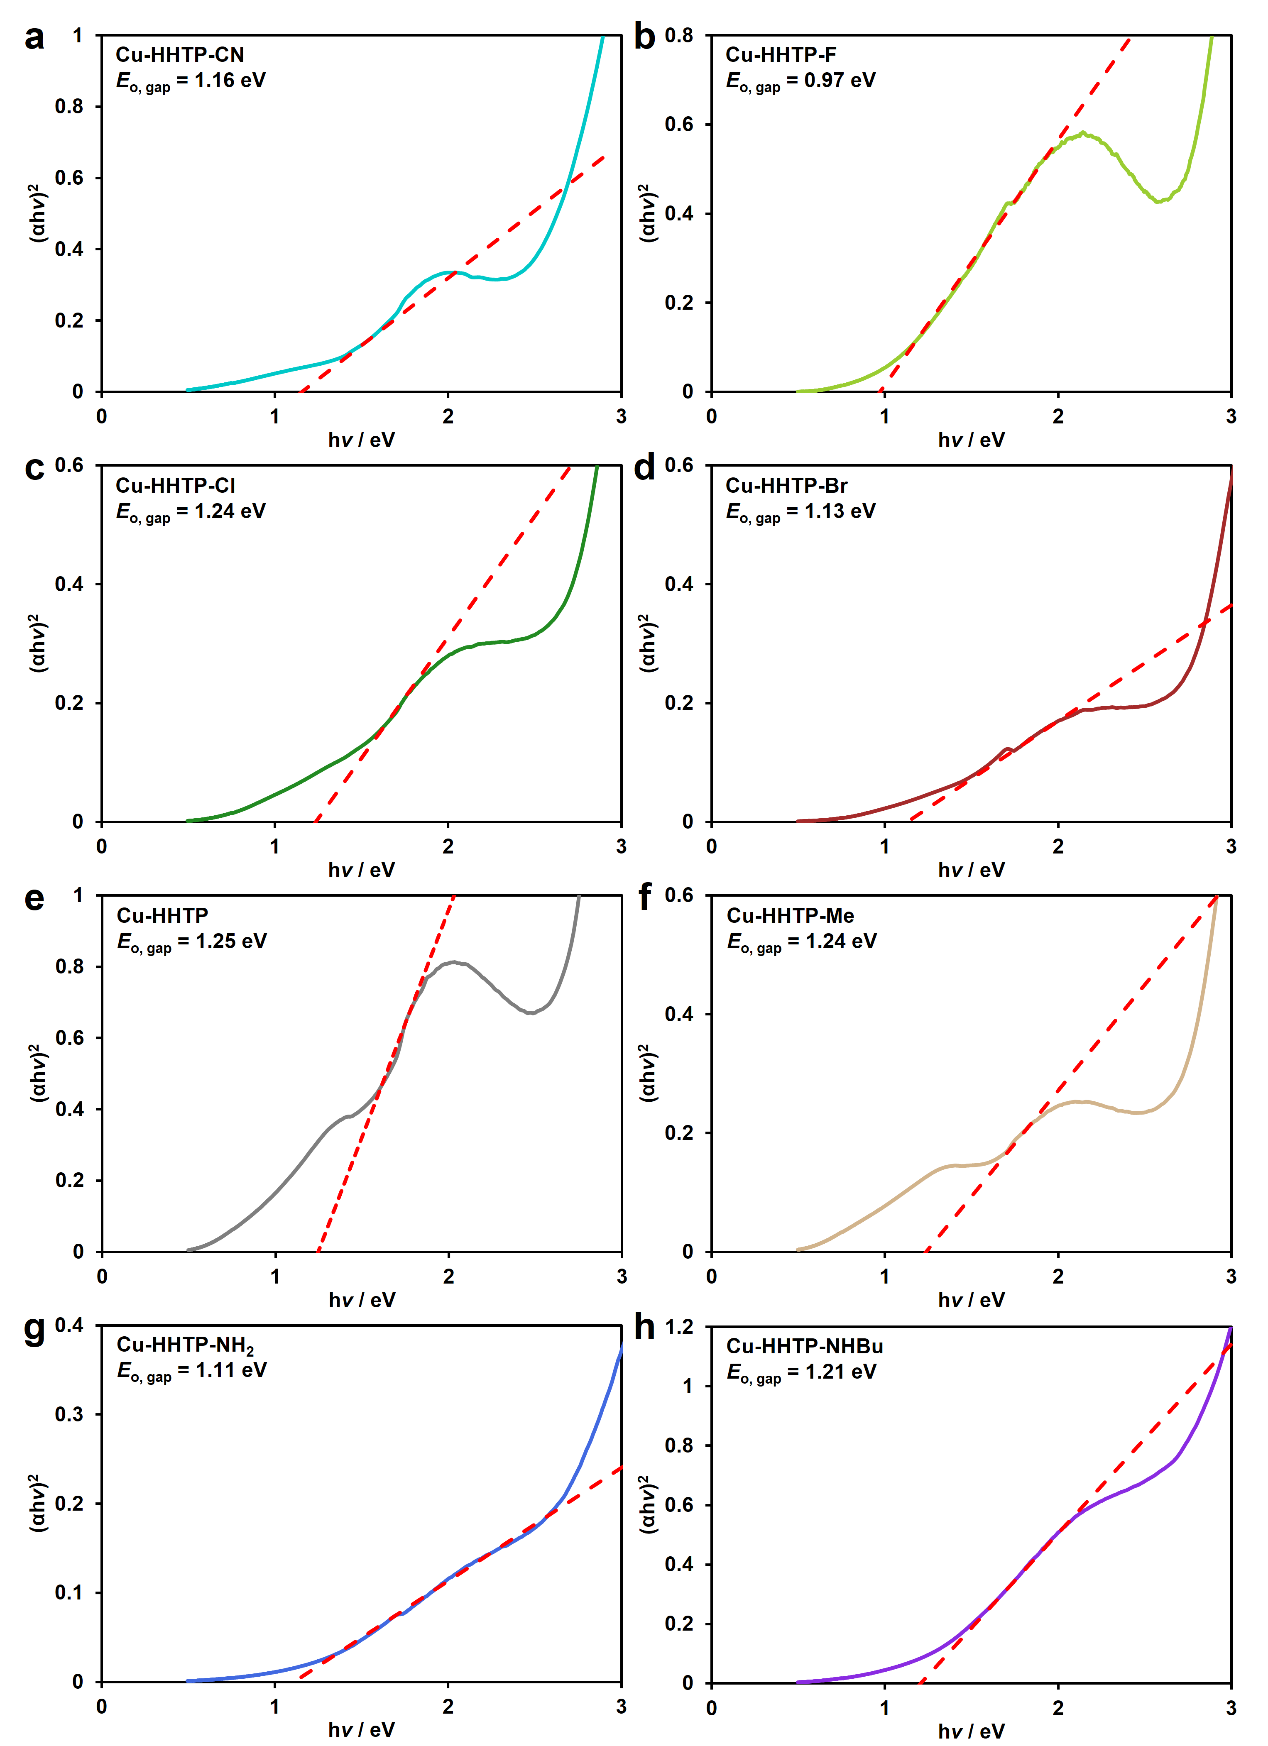 a
Cu-HHTP-CN
Eo, gap = 1.16 eV
(αhν)²
1
0.8
0.6
0.4
0.2
0
0 1 2 3
hν / eV
b
Cu-HHTP-F
Eo, gap = 0.97 eV
(αhν)²
0.8
0.6
0.4
0.2
0
0 1 2 3
hν / eV
c
Cu-HHTP-Cl
Eo, gap = 1.24 eV
(αhν)²
0.6
0.4
0.2
0
0 1 2 3
hν / eV
d
Cu-HHTP-Br
Eo, gap = 1.13 eV
(αhν)²
0.6
0.4
0.2
0
0 1 2 3
hν / eV
e
Cu-HHTP
Eo, gap = 1.25 eV
(αhν)²
1
0.8
0.6
0.4
0.2
0
0 1 2 3
hν / eV
f
Cu-HHTP-Me
Eo, gap = 1.24 eV
(αhν)²
0.6
0.4
0.2
0
0 1 2 3
hν / eV
g
Cu-HHTP-NH₂
Eo, gap = 1.11 eV
(αhν)²
0.4
0.3
0.2
0.1
0
0 1 2 3
hν / eV
h
Cu-HHTP-NHBu
Eo, gap = 1.21 eV
(αhν)²
1.2
1
0.8
0.6
0.4
0.2
0
0 1 2 3
hν / eV